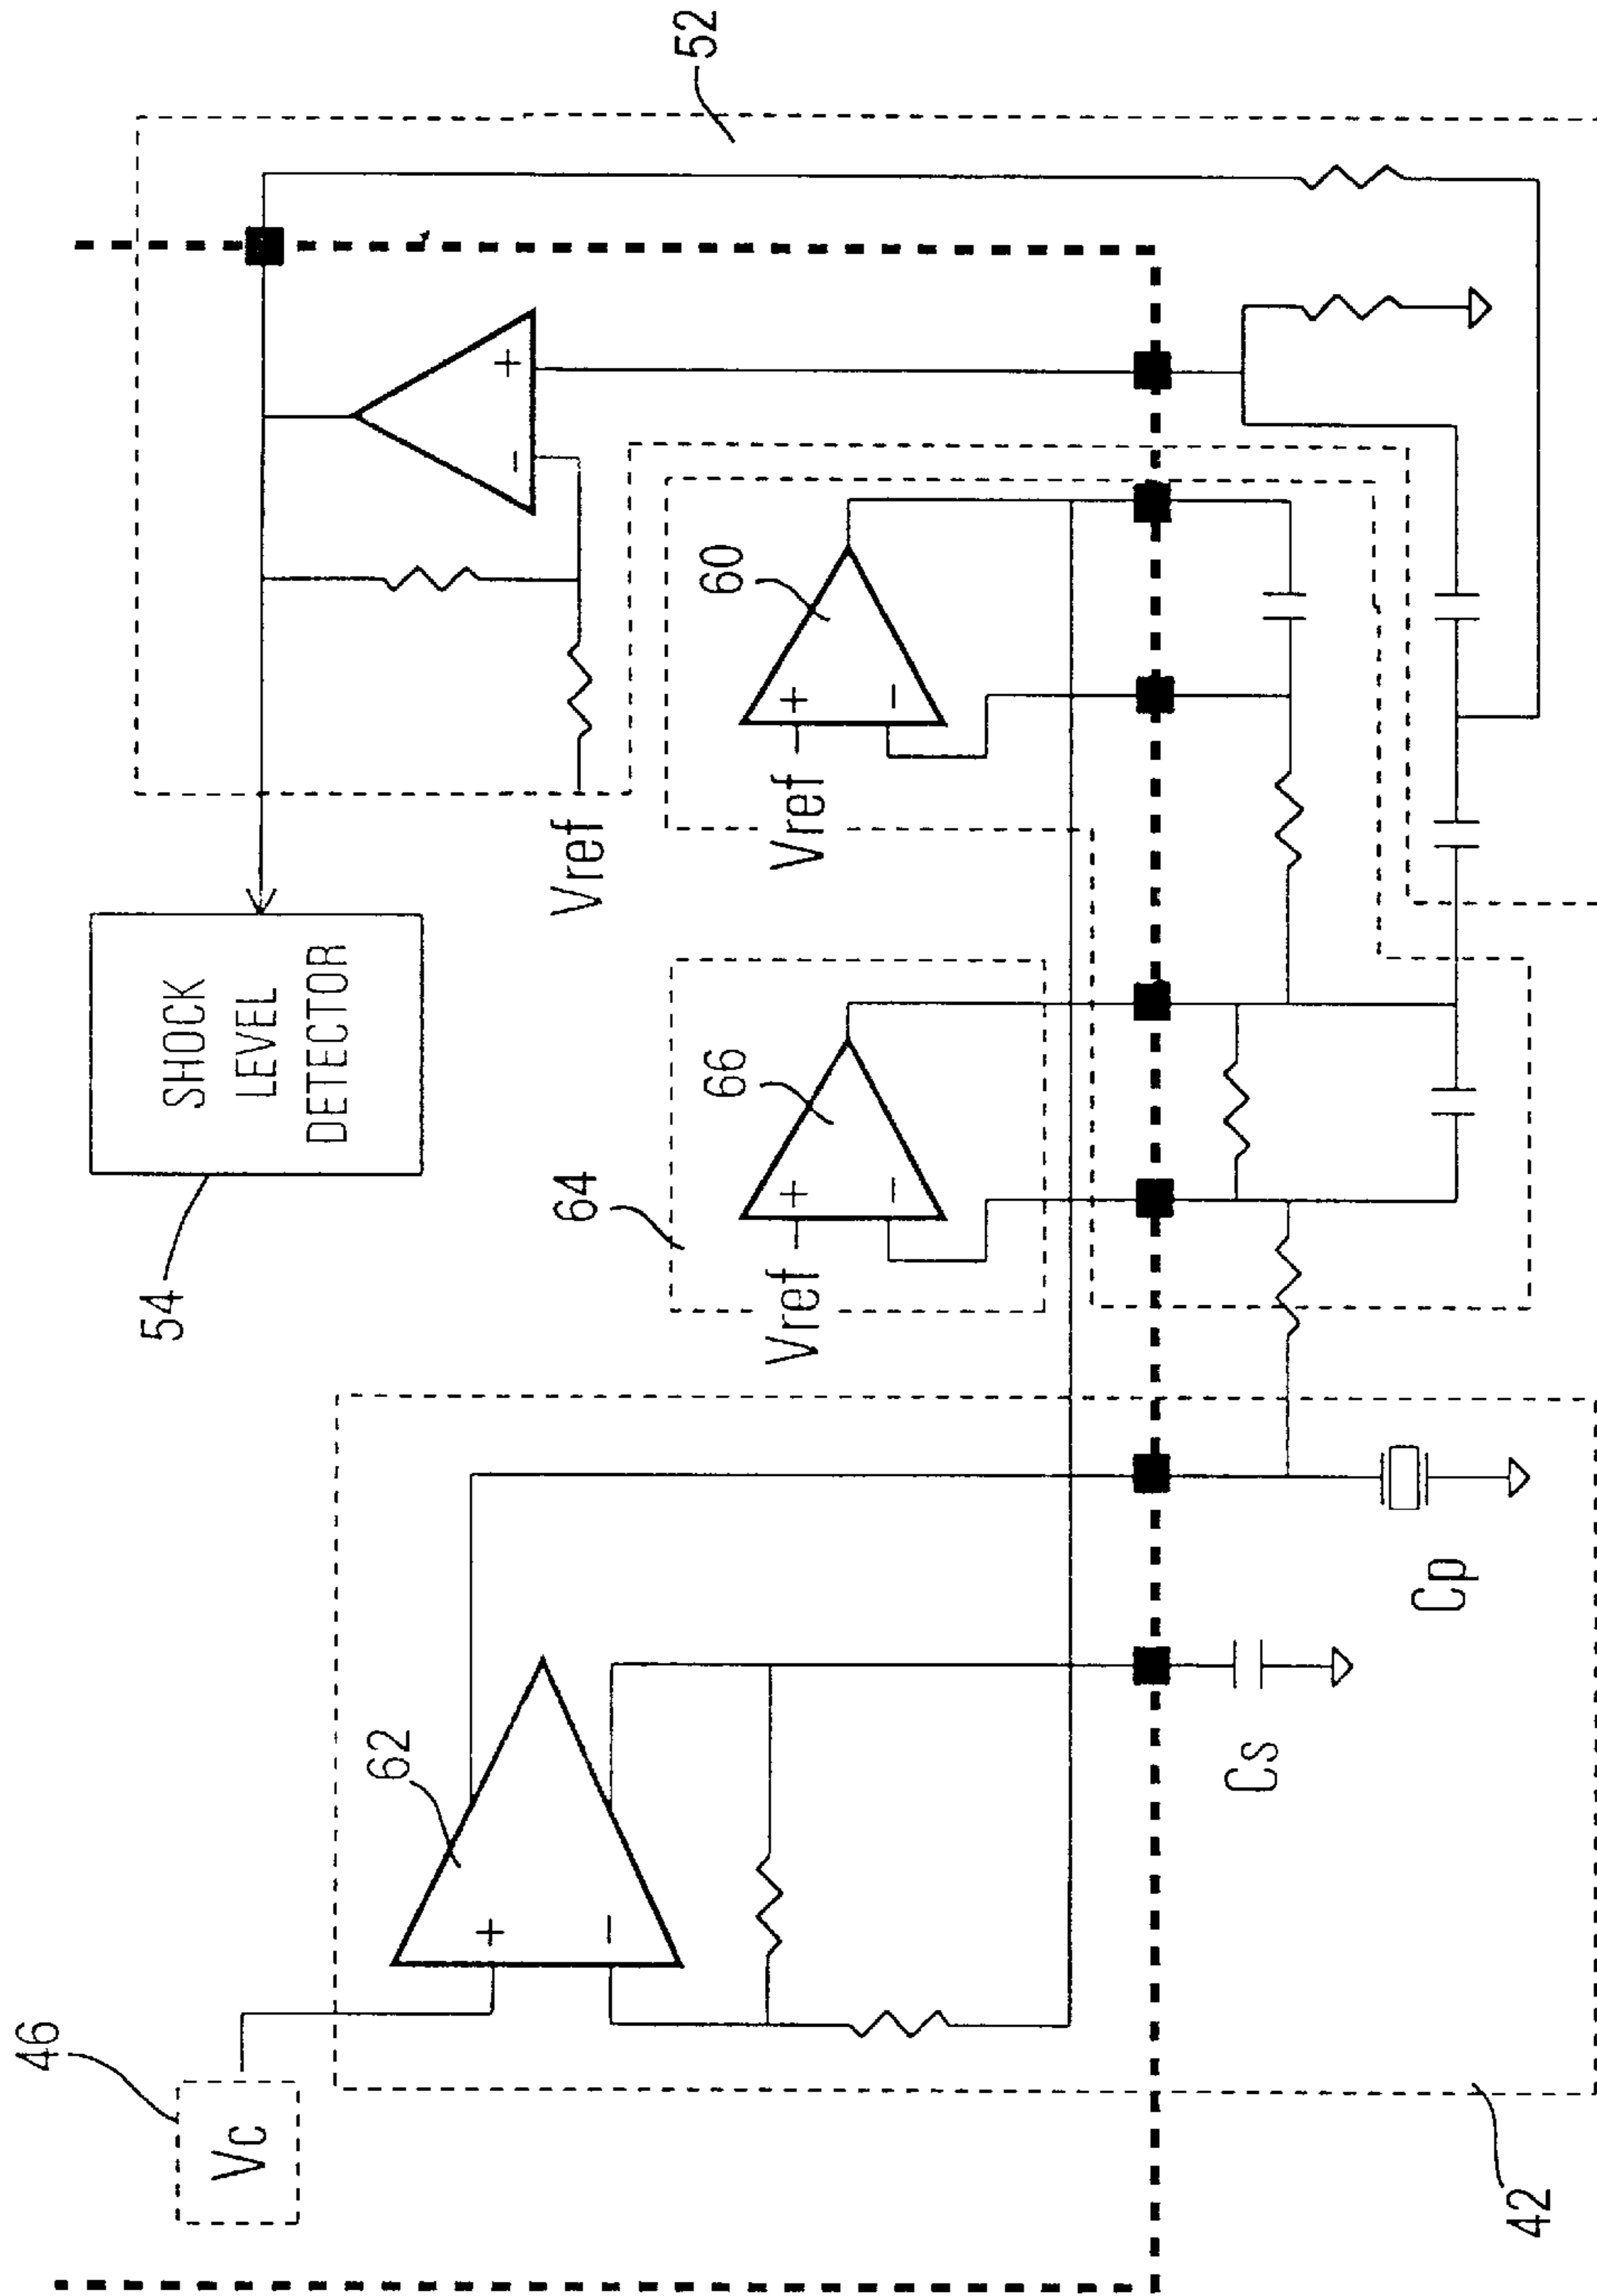 52
SHOCK
LEVEL
DETECTOR
54
Vref
+
−
60
Vref
+
−
64
66
Vref
+
−
62
+
−
46
Vc
Cs
Cp
42